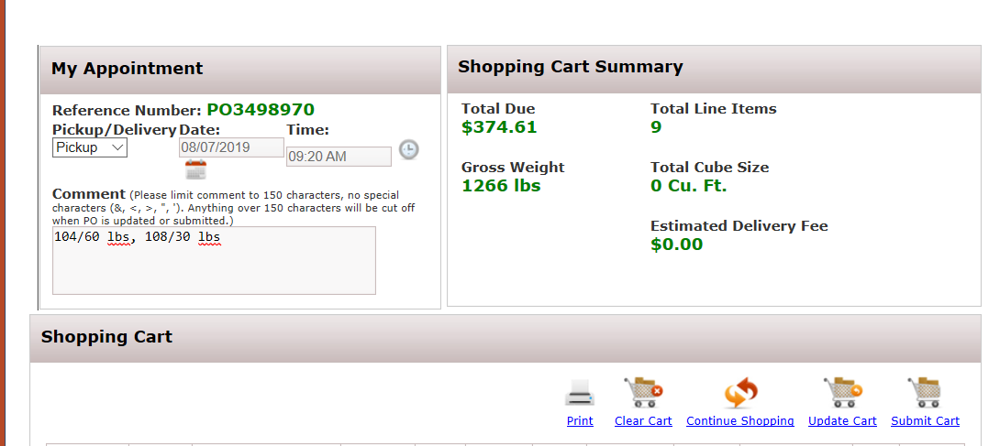 My Appointment
Reference Number: PO3498970
Pickup/Delivery Date: Time:
Pickup 08/07/2019 09:20 AM
Comment (Please limit comment to 150 characters, no special
characters (&, <, >, ", '). Anything over 150 characters will be cut off
when PO is updated or submitted.)
104/60 lbs, 108/30 lbs
Shopping Cart Summary
Total Due Total Line Items
$374.61 9
Gross Weight Total Cube Size
1266 lbs 0 Cu. Ft.
Estimated Delivery Fee
$0.00
Shopping Cart
Print Clear Cart Continue Shopping Update Cart Submit Cart